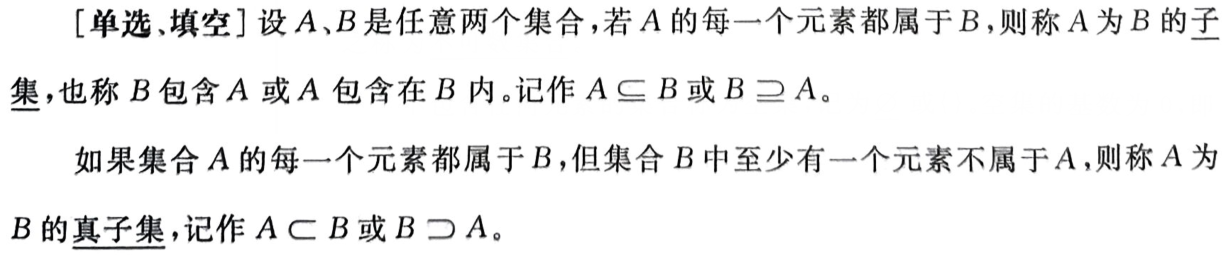 [单选、填空]设 A、B 是任意两个集合,若 A 的每一个元素都属于 B,则称 A 为 B 的子
集,也称 B 包含 A 或 A 包含在 B 内。记作 A ⊆ B 或 B ⊇ A。
如果集合 A 的每一个元素都属于 B,但集合 B 中至少有一个元素不属于 A,则称 A 为
B 的真子集,记作 A ⊂ B 或 B ⊃ A。